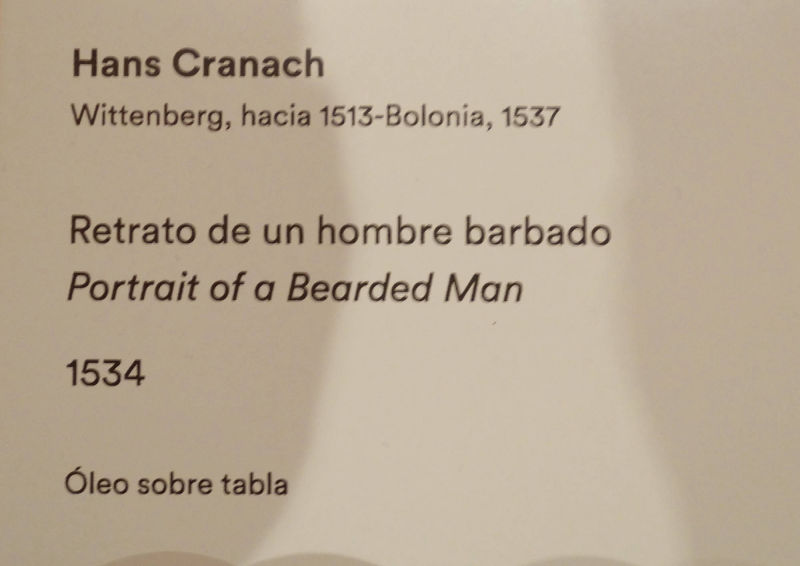 Hans Cranach
Wittenberg, hacia 1513-Bolonia, 1537
Retrato de un hombre barbado
Portrait of a Bearded Man
1534
Óleo sobre tabla